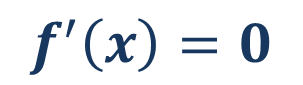 f′(x) = 0